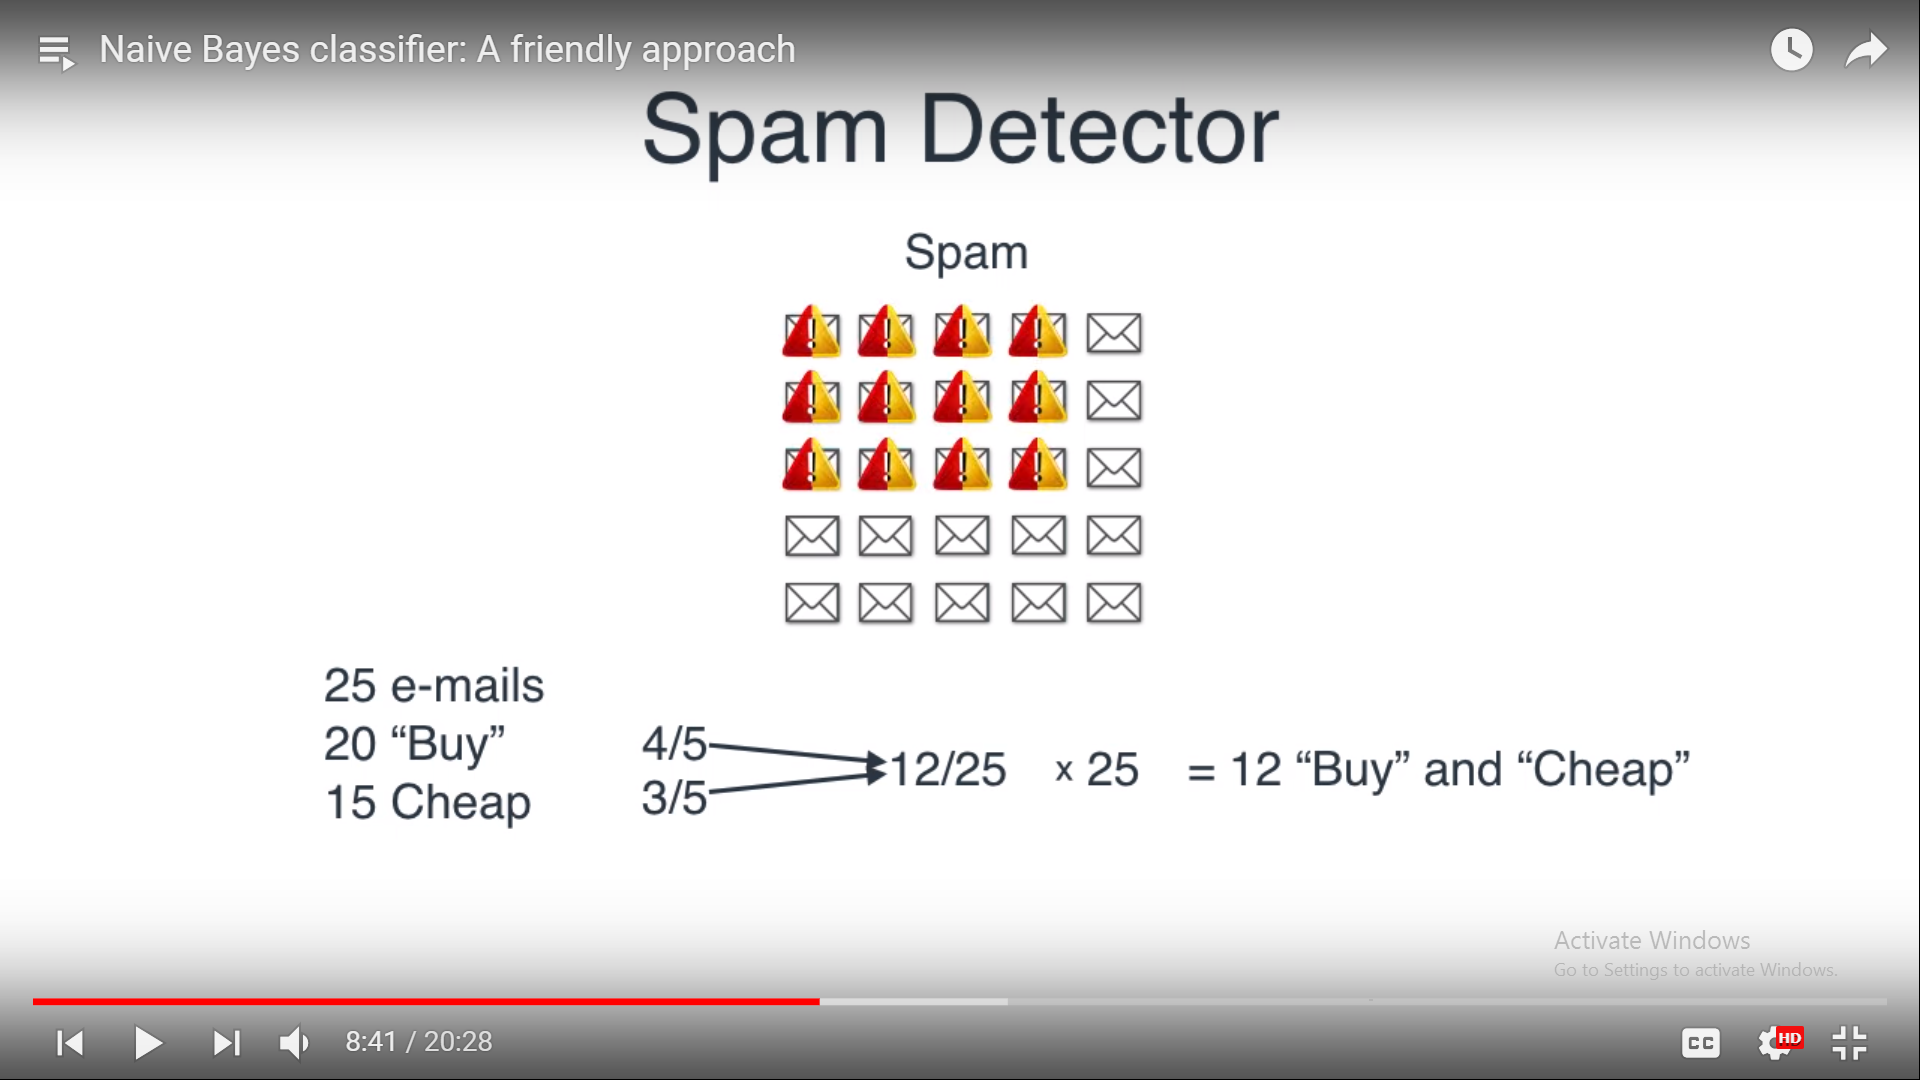 Naive Bayes classifier: A friendly approach
Spam Detector
Spam
25 e-mails
20 “Buy”
15 Cheap
4/5
3/5
12/25 x 25 = 12 “Buy” and “Cheap”
Activate Windows
Go to Settings to activate Windows.
8:41 / 20:28
CC
HD